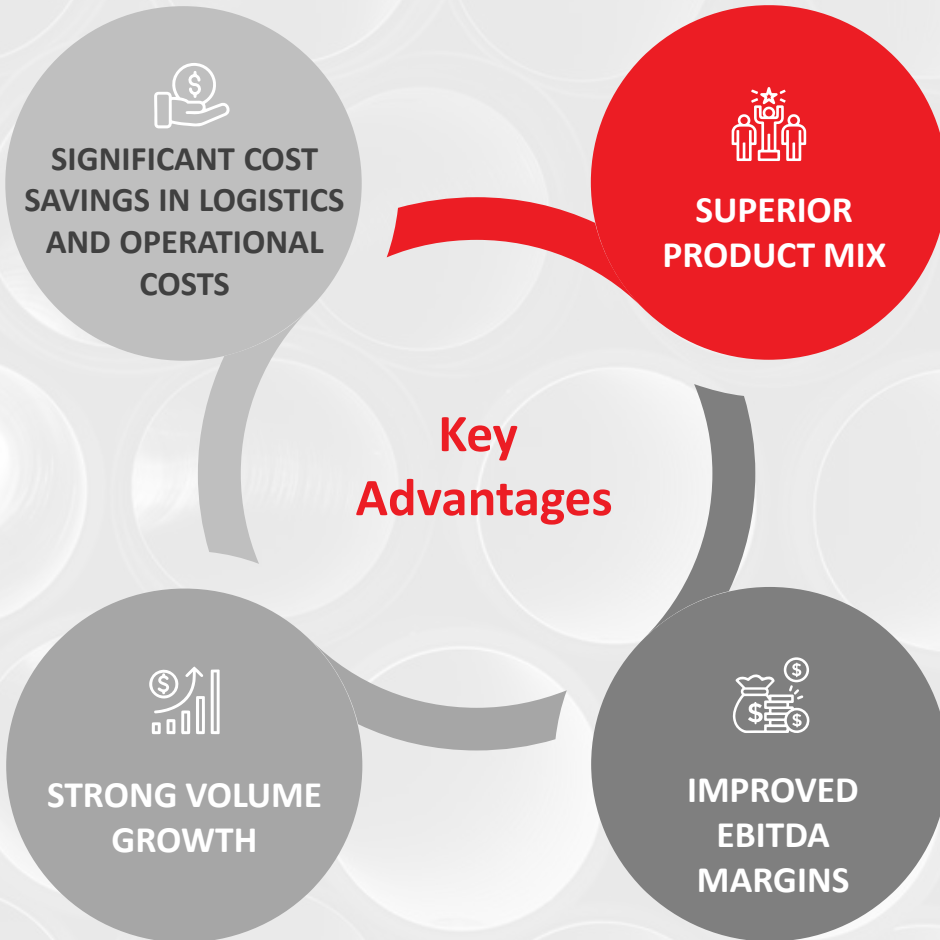 SIGNIFICANT COST
SAVINGS IN LOGISTICS
AND OPERATIONAL
COSTS
SUPERIOR
PRODUCT MIX
Key
Advantages
STRONG VOLUME
GROWTH
IMPROVED
EBITDA
MARGINS